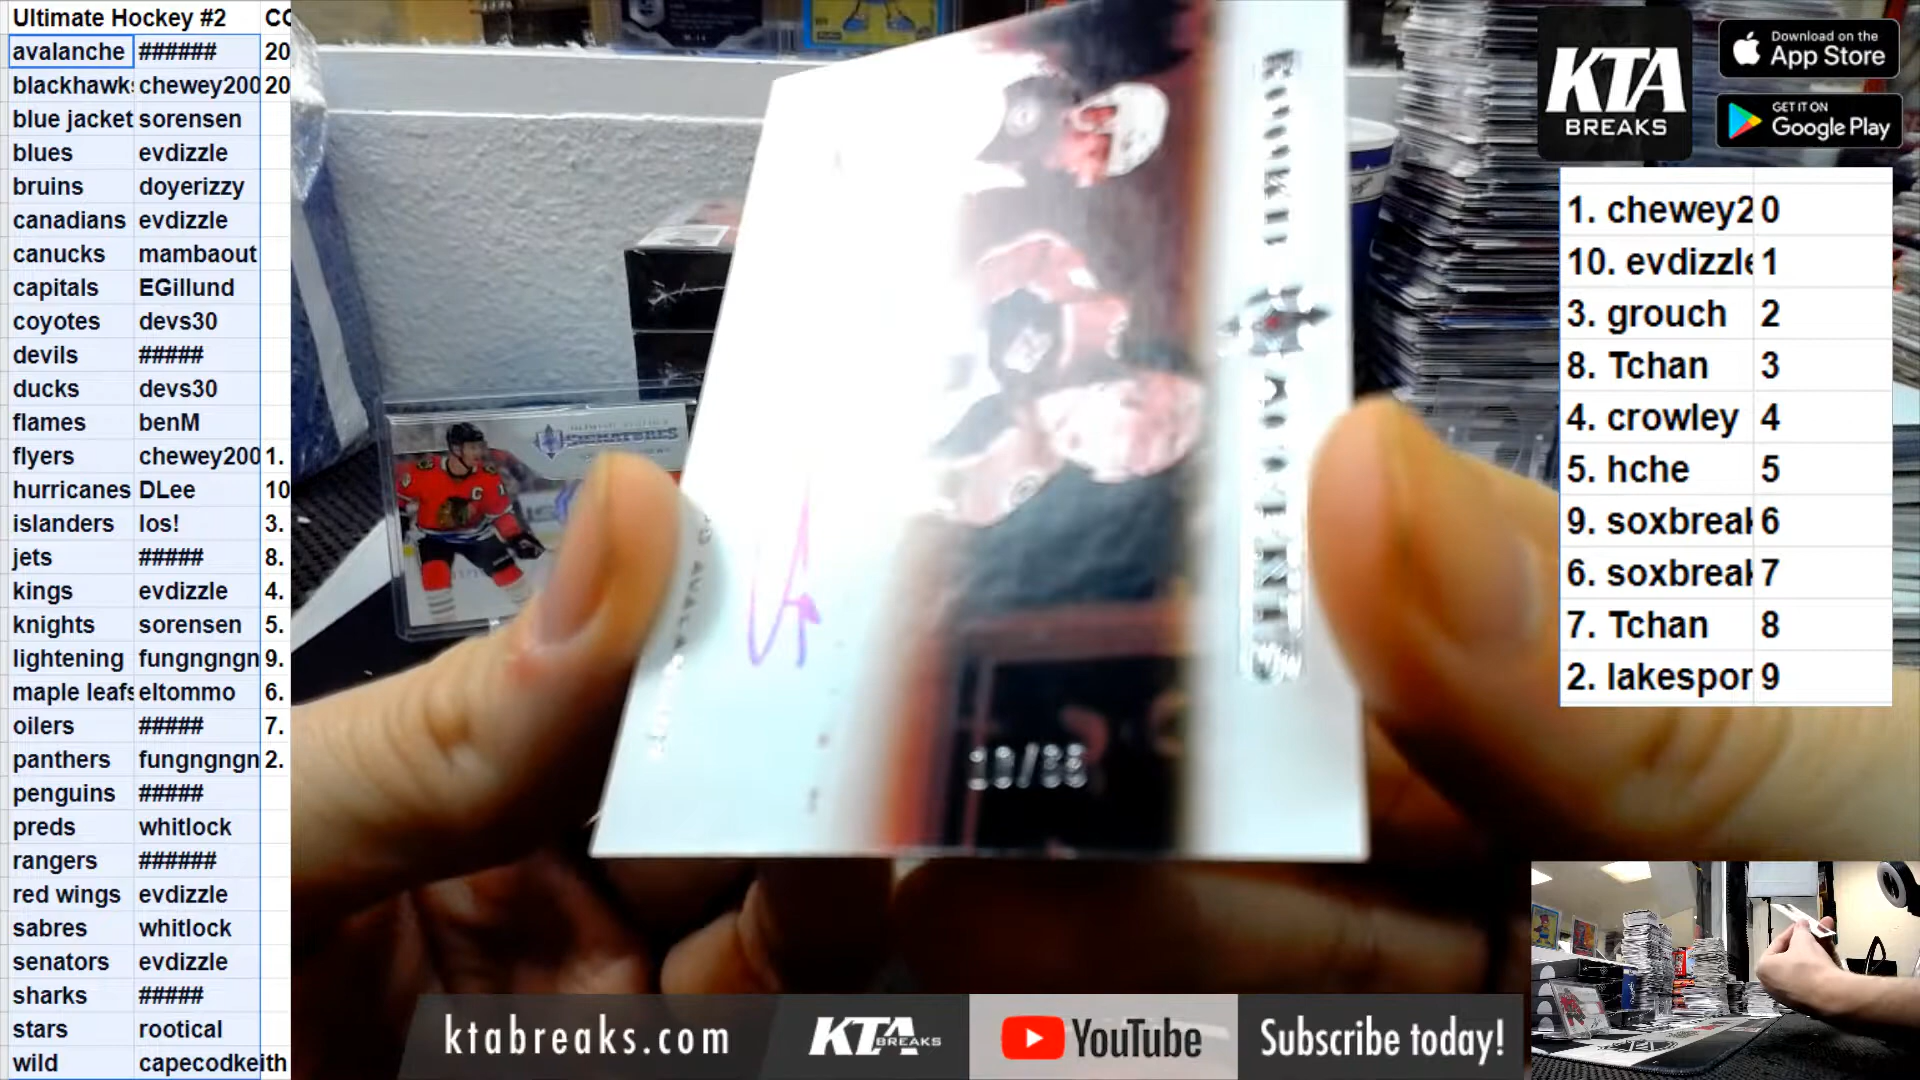 Ultimate Hockey #2
avalanche ###### 20
blackhawks chewey200 20
blue jacket sorensen
blues evdizzle
bruins doyerizzy
canadians evdizzle
canucks mambaout
capitals EGillund
coyotes devs30
devils #####
ducks devs30
flames benM
flyers chewey200 1.
hurricanes DLee 10
islanders los! 3.
jets ##### 8.
kings evdizzle 4.
knights sorensen 5.
lightening fungngngn 9.
maple leafs eltommo 6.
oilers ##### 7.
panthers fungngngn 2.
penguins #####
preds whitlock
rangers ######
red wings evdizzle
sabres whitlock
senators evdizzle
sharks #####
stars rootical
wild capecodkeith
SIGNATURES
KTA
BREAKS
Download on the
App Store
GET IT ON
Google Play
1. chewey2 0
10. evdizzle 1
3. grouch 2
8. Tchan 3
4. crowley 4
5. hche 5
9. soxbreak 6
6. soxbreak 7
7. Tchan 8
2. lakespor 9
ktabreaks.com
KTA
BREAKS
YouTube
Subscribe today!